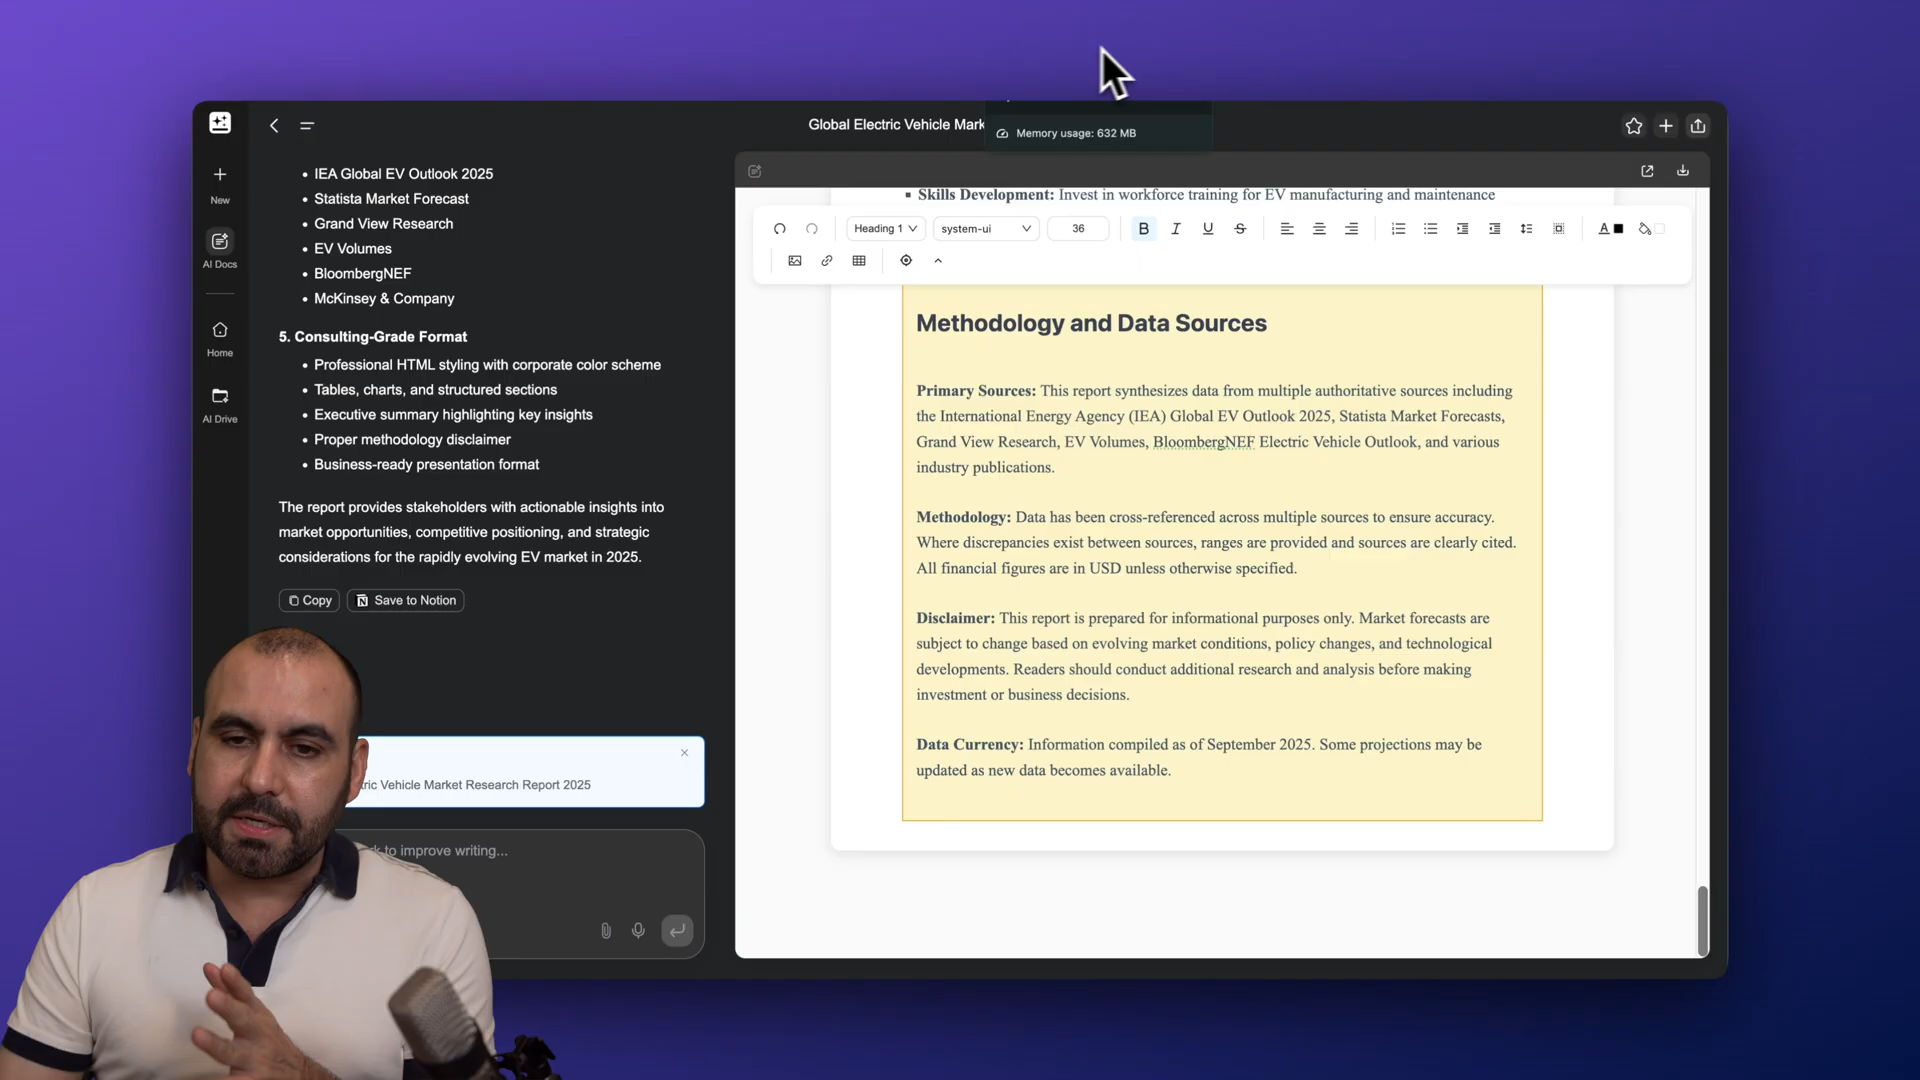 New
AI Docs
Home
AI Drive
Global Electric Vehicle Mark
Memory usage: 632 MB
• IEA Global EV Outlook 2025
• Statista Market Forecast
• Grand View Research
• EV Volumes
• BloombergNEF
• McKinsey & Company
5. Consulting-Grade Format
• Professional HTML styling with corporate color scheme
• Tables, charts, and structured sections
• Executive summary highlighting key insights
• Proper methodology disclaimer
• Business-ready presentation format
The report provides stakeholders with actionable insights into
market opportunities, competitive positioning, and strategic
considerations for the rapidly evolving EV market in 2025.
Copy
Save to Notion
Vehicle Market Research Report 2025
to improve writing...
▪ Skills Development: Invest in workforce training for EV manufacturing and maintenance
Heading 1
system-ui
36
B I U S
A
Methodology and Data Sources
Primary Sources: This report synthesizes data from multiple authoritative sources including
the International Energy Agency (IEA) Global EV Outlook 2025, Statista Market Forecasts,
Grand View Research, EV Volumes, BloombergNEF Electric Vehicle Outlook, and various
industry publications.
Methodology: Data has been cross-referenced across multiple sources to ensure accuracy.
Where discrepancies exist between sources, ranges are provided and sources are clearly cited.
All financial figures are in USD unless otherwise specified.
Disclaimer: This report is prepared for informational purposes only. Market forecasts are
subject to change based on evolving market conditions, policy changes, and technological
developments. Readers should conduct additional research and analysis before making
investment or business decisions.
Data Currency: Information compiled as of September 2025. Some projections may be
updated as new data becomes available.